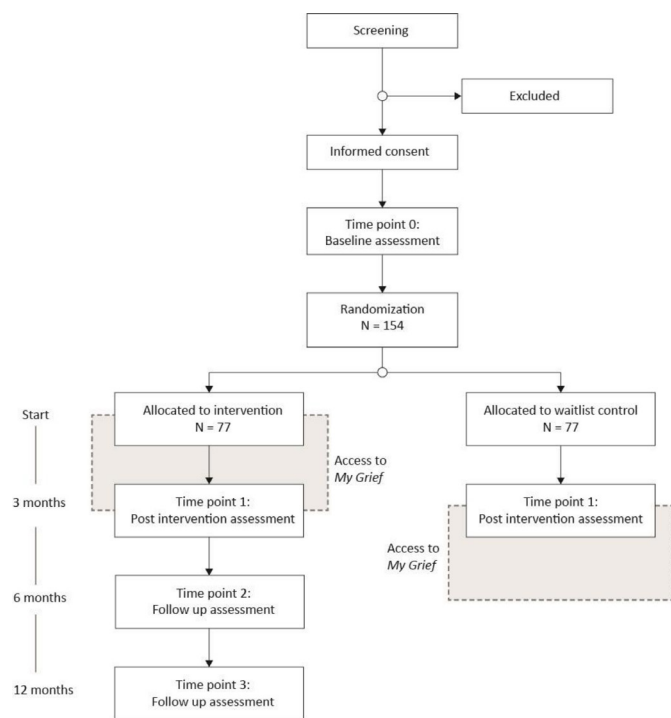 Screening
Excluded
Informed consent
Time point 0:
Baseline assessment
Randomization
N = 154
Start
Allocated to intervention
N = 77
Allocated to waitlist control
N = 77
Access to
My Grief
3 months
Time point 1:
Post intervention assessment
Time point 1:
Post intervention assessment
Access to
My Grief
6 months
Time point 2:
Follow up assessment
12 months
Time point 3:
Follow up assessment